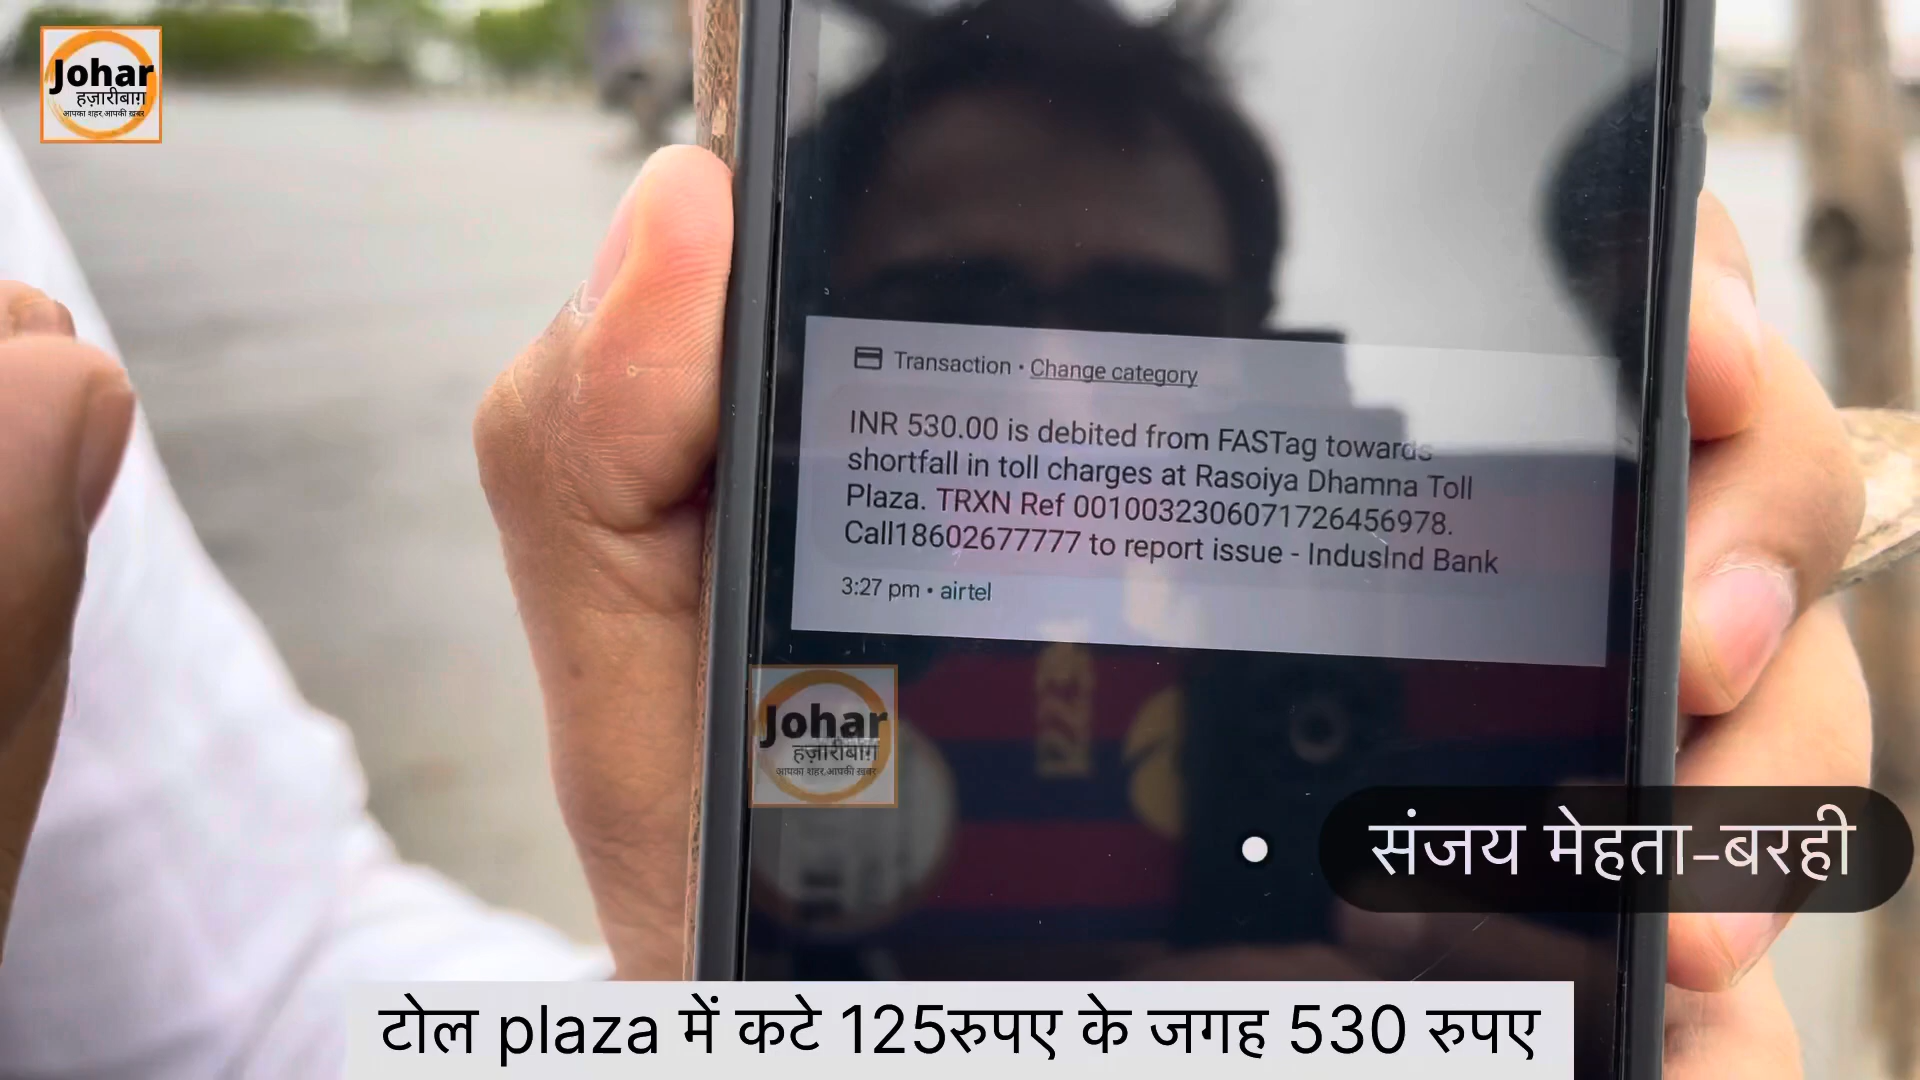 Johar
हज़ारीबाग़
आपका शहर,आपकी ख़बर
Transaction • Change category
INR 530.00 is debited from FASTag towards
shortfall in toll charges at Rasoiya Dhamna Toll
Plaza. TRXN Ref 0010032306071726456978.
Call18602677777 to report issue - IndusInd Bank
3:27 pm • airtel
Johar
हज़ारीबाग़
आपका शहर,आपकी ख़बर
संजय मेहता-बरही
टोल plaza में कटे 125रुपए के जगह 530 रुपए